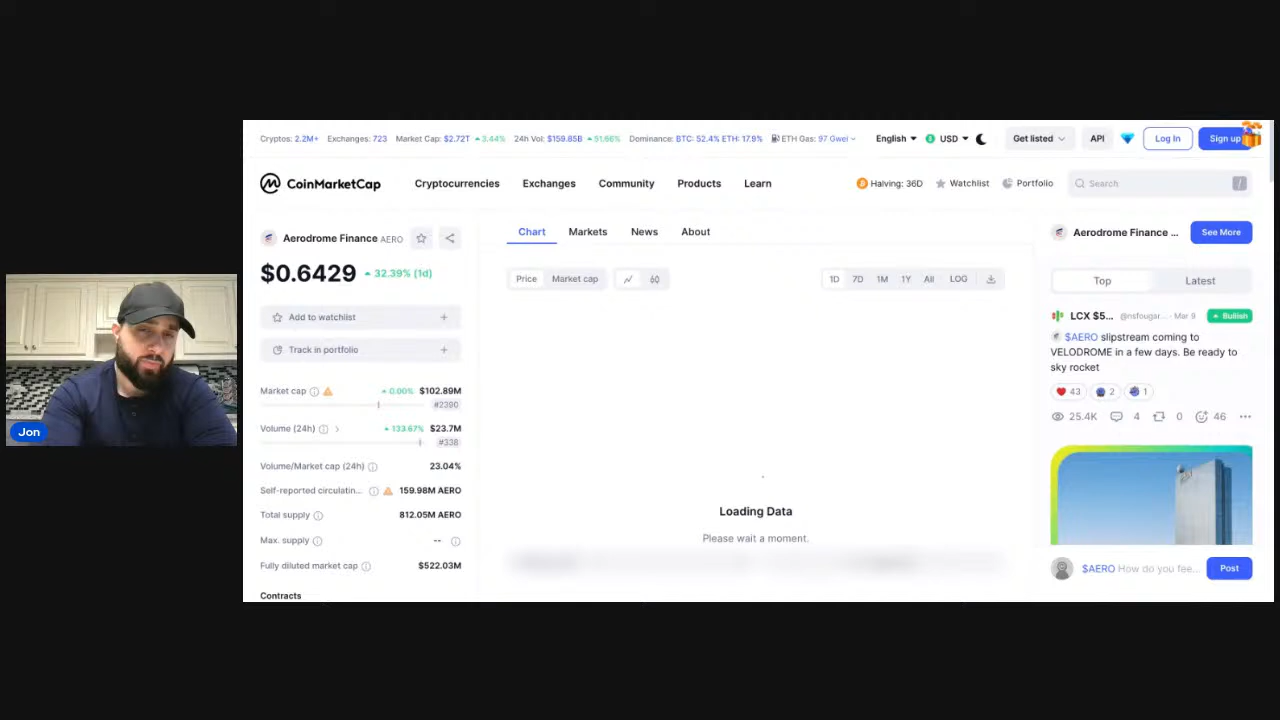 Cryptos: 2.2M+ Exchanges: 723 Market Cap: $2.72T 3.44% 24h Vol: $159.85B 51.66% Dominance: BTC: 52.4% ETH: 17.9% ETH Gas: 97 Gwei English USD Get listed API Log In Sign up
CoinMarketCap Cryptocurrencies Exchanges Community Products Learn Halving: 36D Watchlist Portfolio Search /
Aerodrome Finance AERO
$0.6429 32.39% (1d)
Add to watchlist +
Track in portfolio +
Market cap 0.00% $102.89M
#2390
Volume (24h) 133.67% $23.7M
#338
Volume/Market cap (24h) 23.04%
Self-reported circulatin... 159.98M AERO
Total supply 812.05M AERO
Max. supply --
Fully diluted market cap $522.03M
Contracts
Chart Markets News About
Price Market cap 1D 7D 1M 1Y All LOG
Loading Data
Please wait a moment.
Aerodrome Finance ... See More
Top Latest
LCX $5... @nsfougar... · Mar 9 Bullish
$AERO slipstream coming to
VELODROME in a few days. Be ready to
sky rocket
43 2 1
25.4K 4 0 46
$AERO How do you fee... Post
Jon